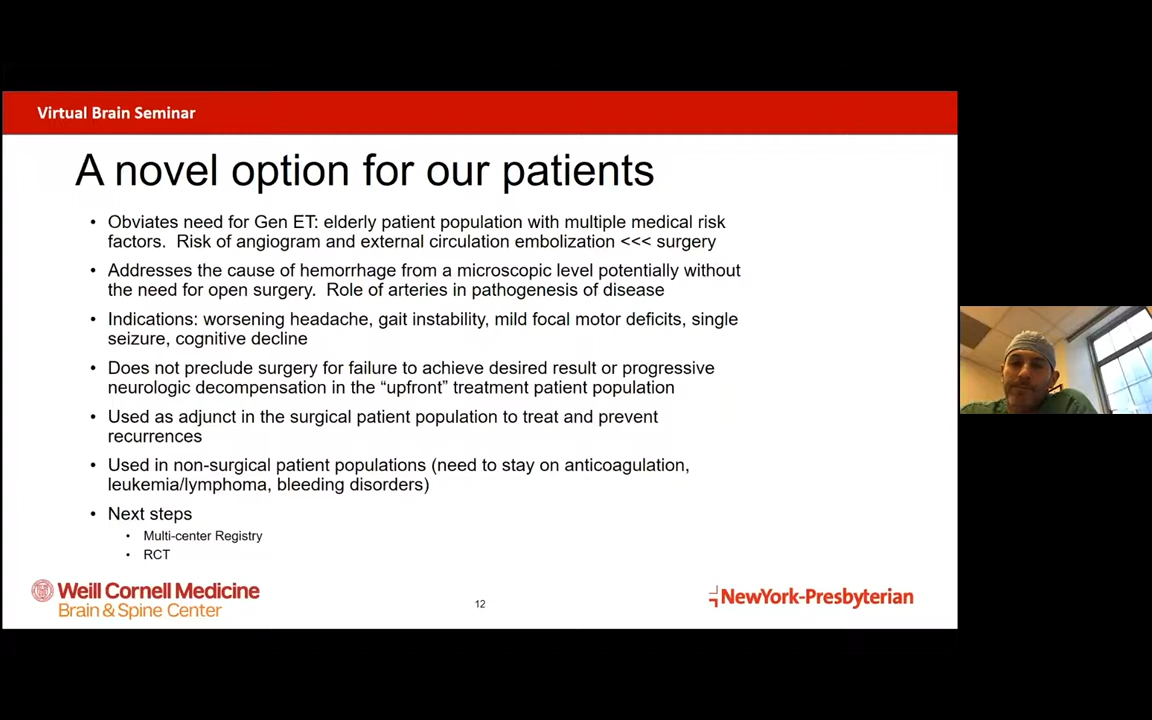 Virtual Brain Seminar
A novel option for our patients
• Obviates need for Gen ET: elderly patient population with multiple medical risk
factors. Risk of angiogram and external circulation embolization <<< surgery
• Addresses the cause of hemorrhage from a microscopic level potentially without
the need for open surgery. Role of arteries in pathogenesis of disease
• Indications: worsening headache, gait instability, mild focal motor deficits, single
seizure, cognitive decline
• Does not preclude surgery for failure to achieve desired result or progressive
neurologic decompensation in the “upfront” treatment patient population
• Used as adjunct in the surgical patient population to treat and prevent
recurrences
• Used in non-surgical patient populations (need to stay on anticoagulation,
leukemia/lymphoma, bleeding disorders)
• Next steps
• Multi-center Registry
• RCT
Weill Cornell Medicine
Brain & Spine Center
12
NewYork-Presbyterian